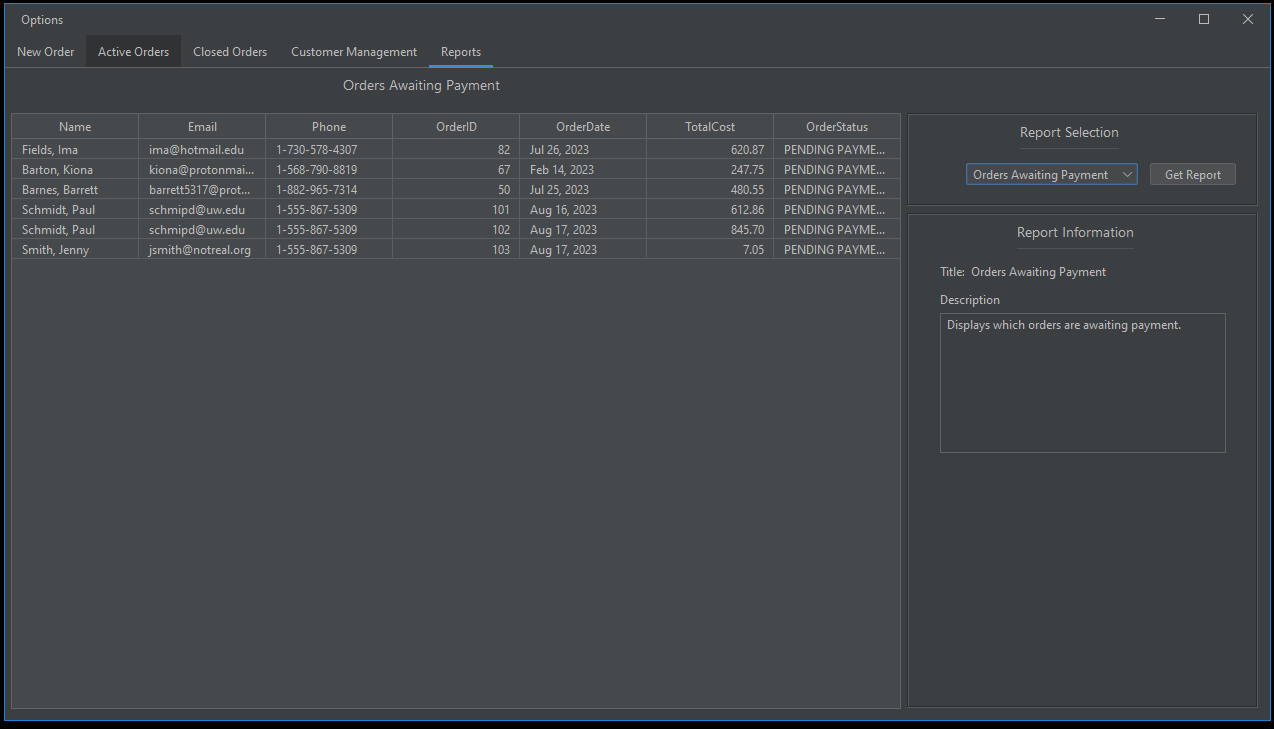 Options
New Order Active Orders Closed Orders Customer Management Reports
Orders Awaiting Payment
Name Email Phone OrderID OrderDate TotalCost OrderStatus
Fields, Ima ima@hotmail.edu 1-730-578-4307 82 Jul 26, 2023 620.87 PENDING PAYME...
Barton, Kiona kiona@protonmai... 1-568-790-8819 67 Feb 14, 2023 247.75 PENDING PAYME...
Barnes, Barrett barrett5317@prot... 1-882-965-7314 50 Jul 25, 2023 480.55 PENDING PAYME...
Schmidt, Paul schmipd@uw.edu 1-555-867-5309 101 Aug 16, 2023 612.86 PENDING PAYME...
Schmidt, Paul schmipd@uw.edu 1-555-867-5309 102 Aug 17, 2023 845.70 PENDING PAYME...
Smith, Jenny jsmith@notreal.org 1-555-867-5309 103 Aug 17, 2023 7.05 PENDING PAYME...
Report Selection
Orders Awaiting Payment Get Report
Report Information
Title: Orders Awaiting Payment
Description
Displays which orders are awaiting payment.